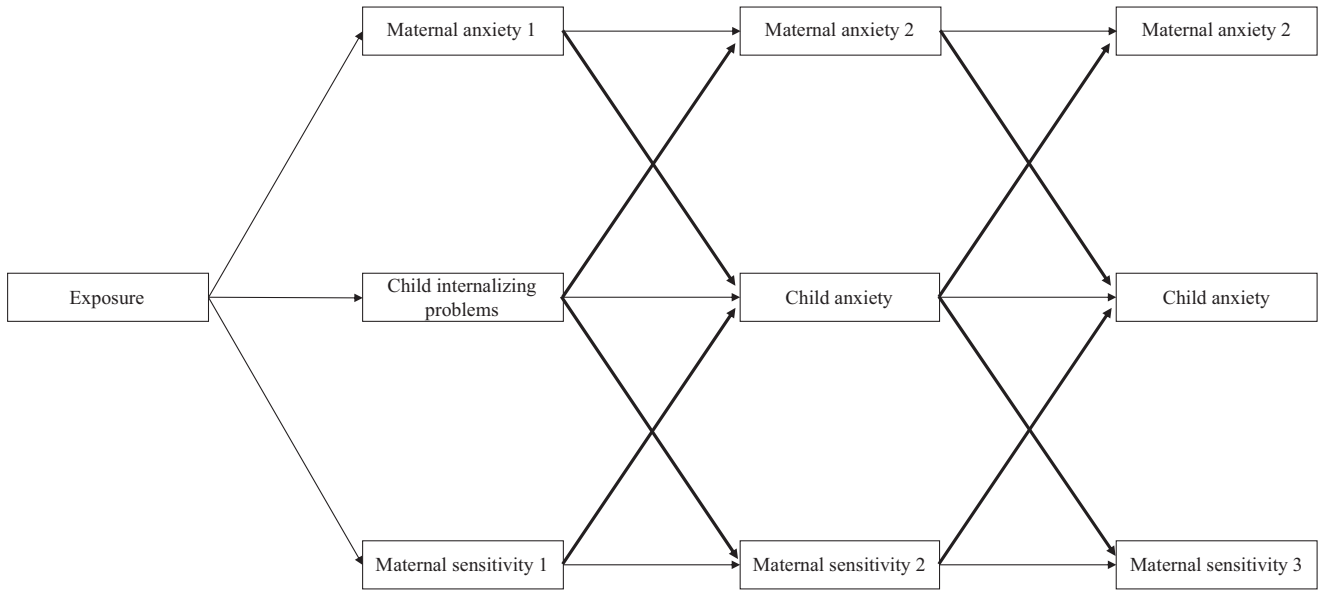 Maternal anxiety 1
Maternal anxiety 2
Maternal anxiety 2
Exposure
Child internalizing
problems
Child anxiety
Child anxiety
Maternal sensitivity 1
Maternal sensitivity 2
Maternal sensitivity 3